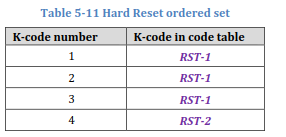 Table 5-11 Hard Reset ordered set
K-code number K-code in code table
1 RST-1
2 RST-1
3 RST-1
4 RST-2